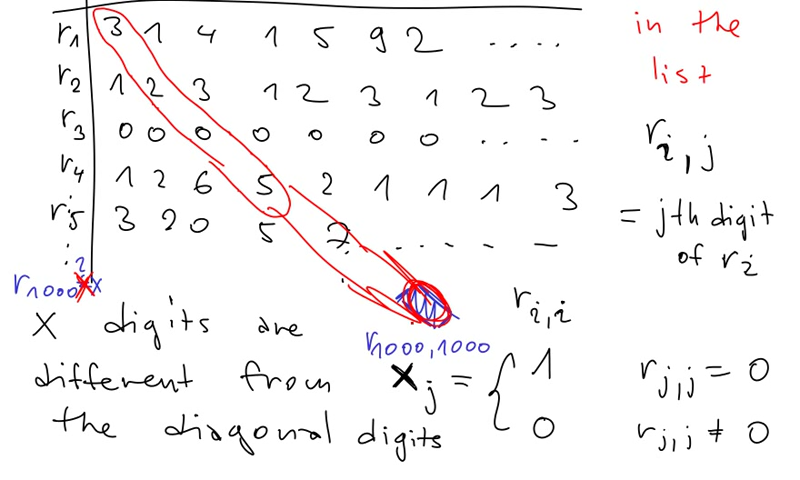 r1 3 1 4 1 5 9 2 ....
in the
r2 1 2 3 1 2 3 1 2 3
list
r3 0 0 0 0 0 0 0 . . . .
r i,j
r4 1 2 6 5 2 1 1 1 3
= jth digit
r5 3 2 0 5 7 . . . . – –
of ri
:
r1000 ?= x
r i,i
x digits are
r1000,1000
different from
xj = { 1 rj,j = 0
the diagonal digits
0 rj,j ≠ 0